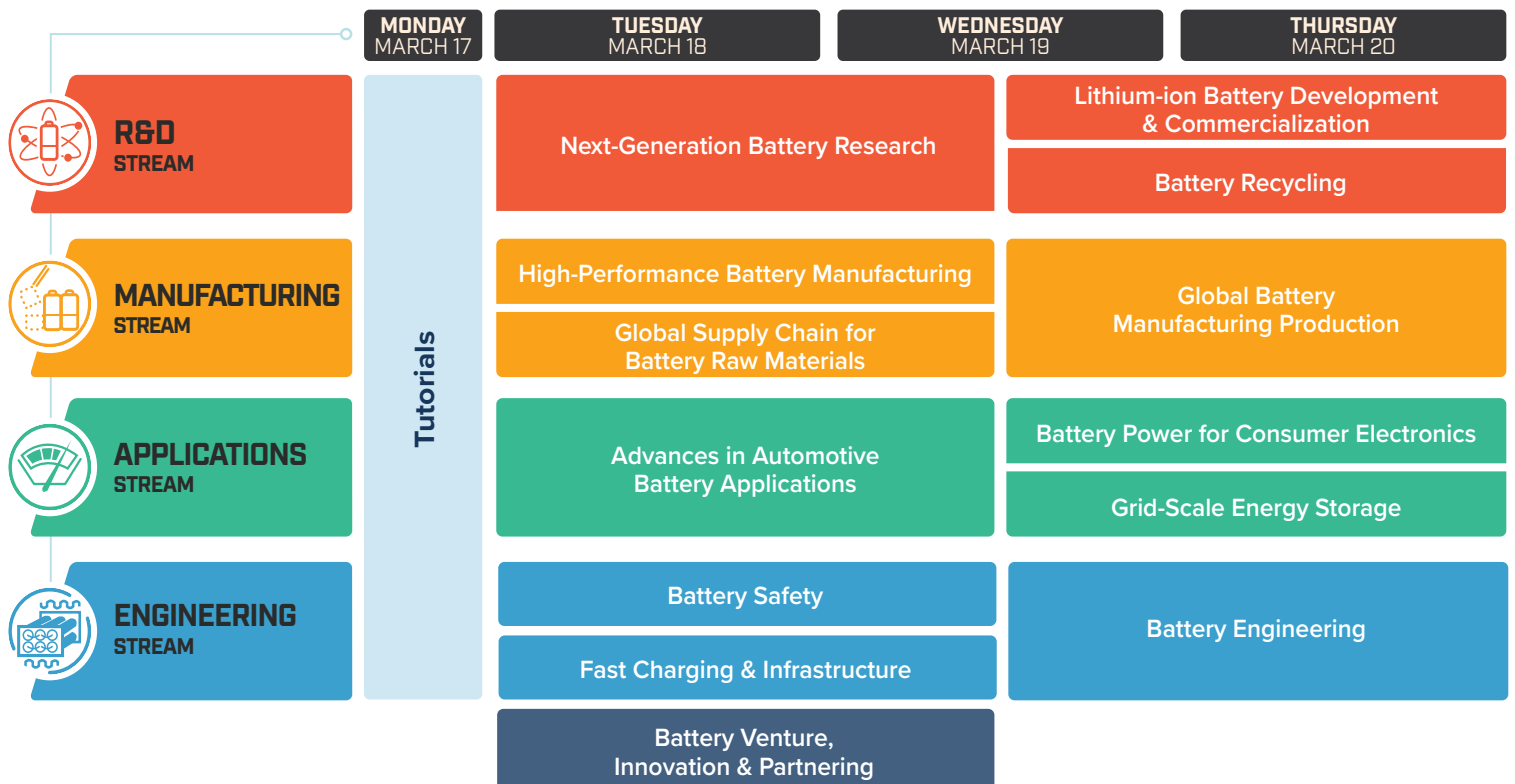 MONDAY
MARCH 17
TUESDAY
MARCH 18
WEDNESDAY
MARCH 19
THURSDAY
MARCH 20
R&D
STREAM
Tutorials
Next-Generation Battery Research
Lithium-ion Battery Development
& Commercialization
Battery Recycling
MANUFACTURING
STREAM
High-Performance Battery Manufacturing
Global Supply Chain for
Battery Raw Materials
Global Battery
Manufacturing Production
APPLICATIONS
STREAM
Advances in Automotive
Battery Applications
Battery Power for Consumer Electronics
Grid-Scale Energy Storage
ENGINEERING
STREAM
Battery Safety
Fast Charging & Infrastructure
Battery Engineering
Battery Venture,
Innovation & Partnering